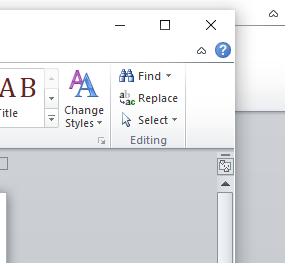 AB
Title
Change
Styles
Find
Replace
Select
Editing